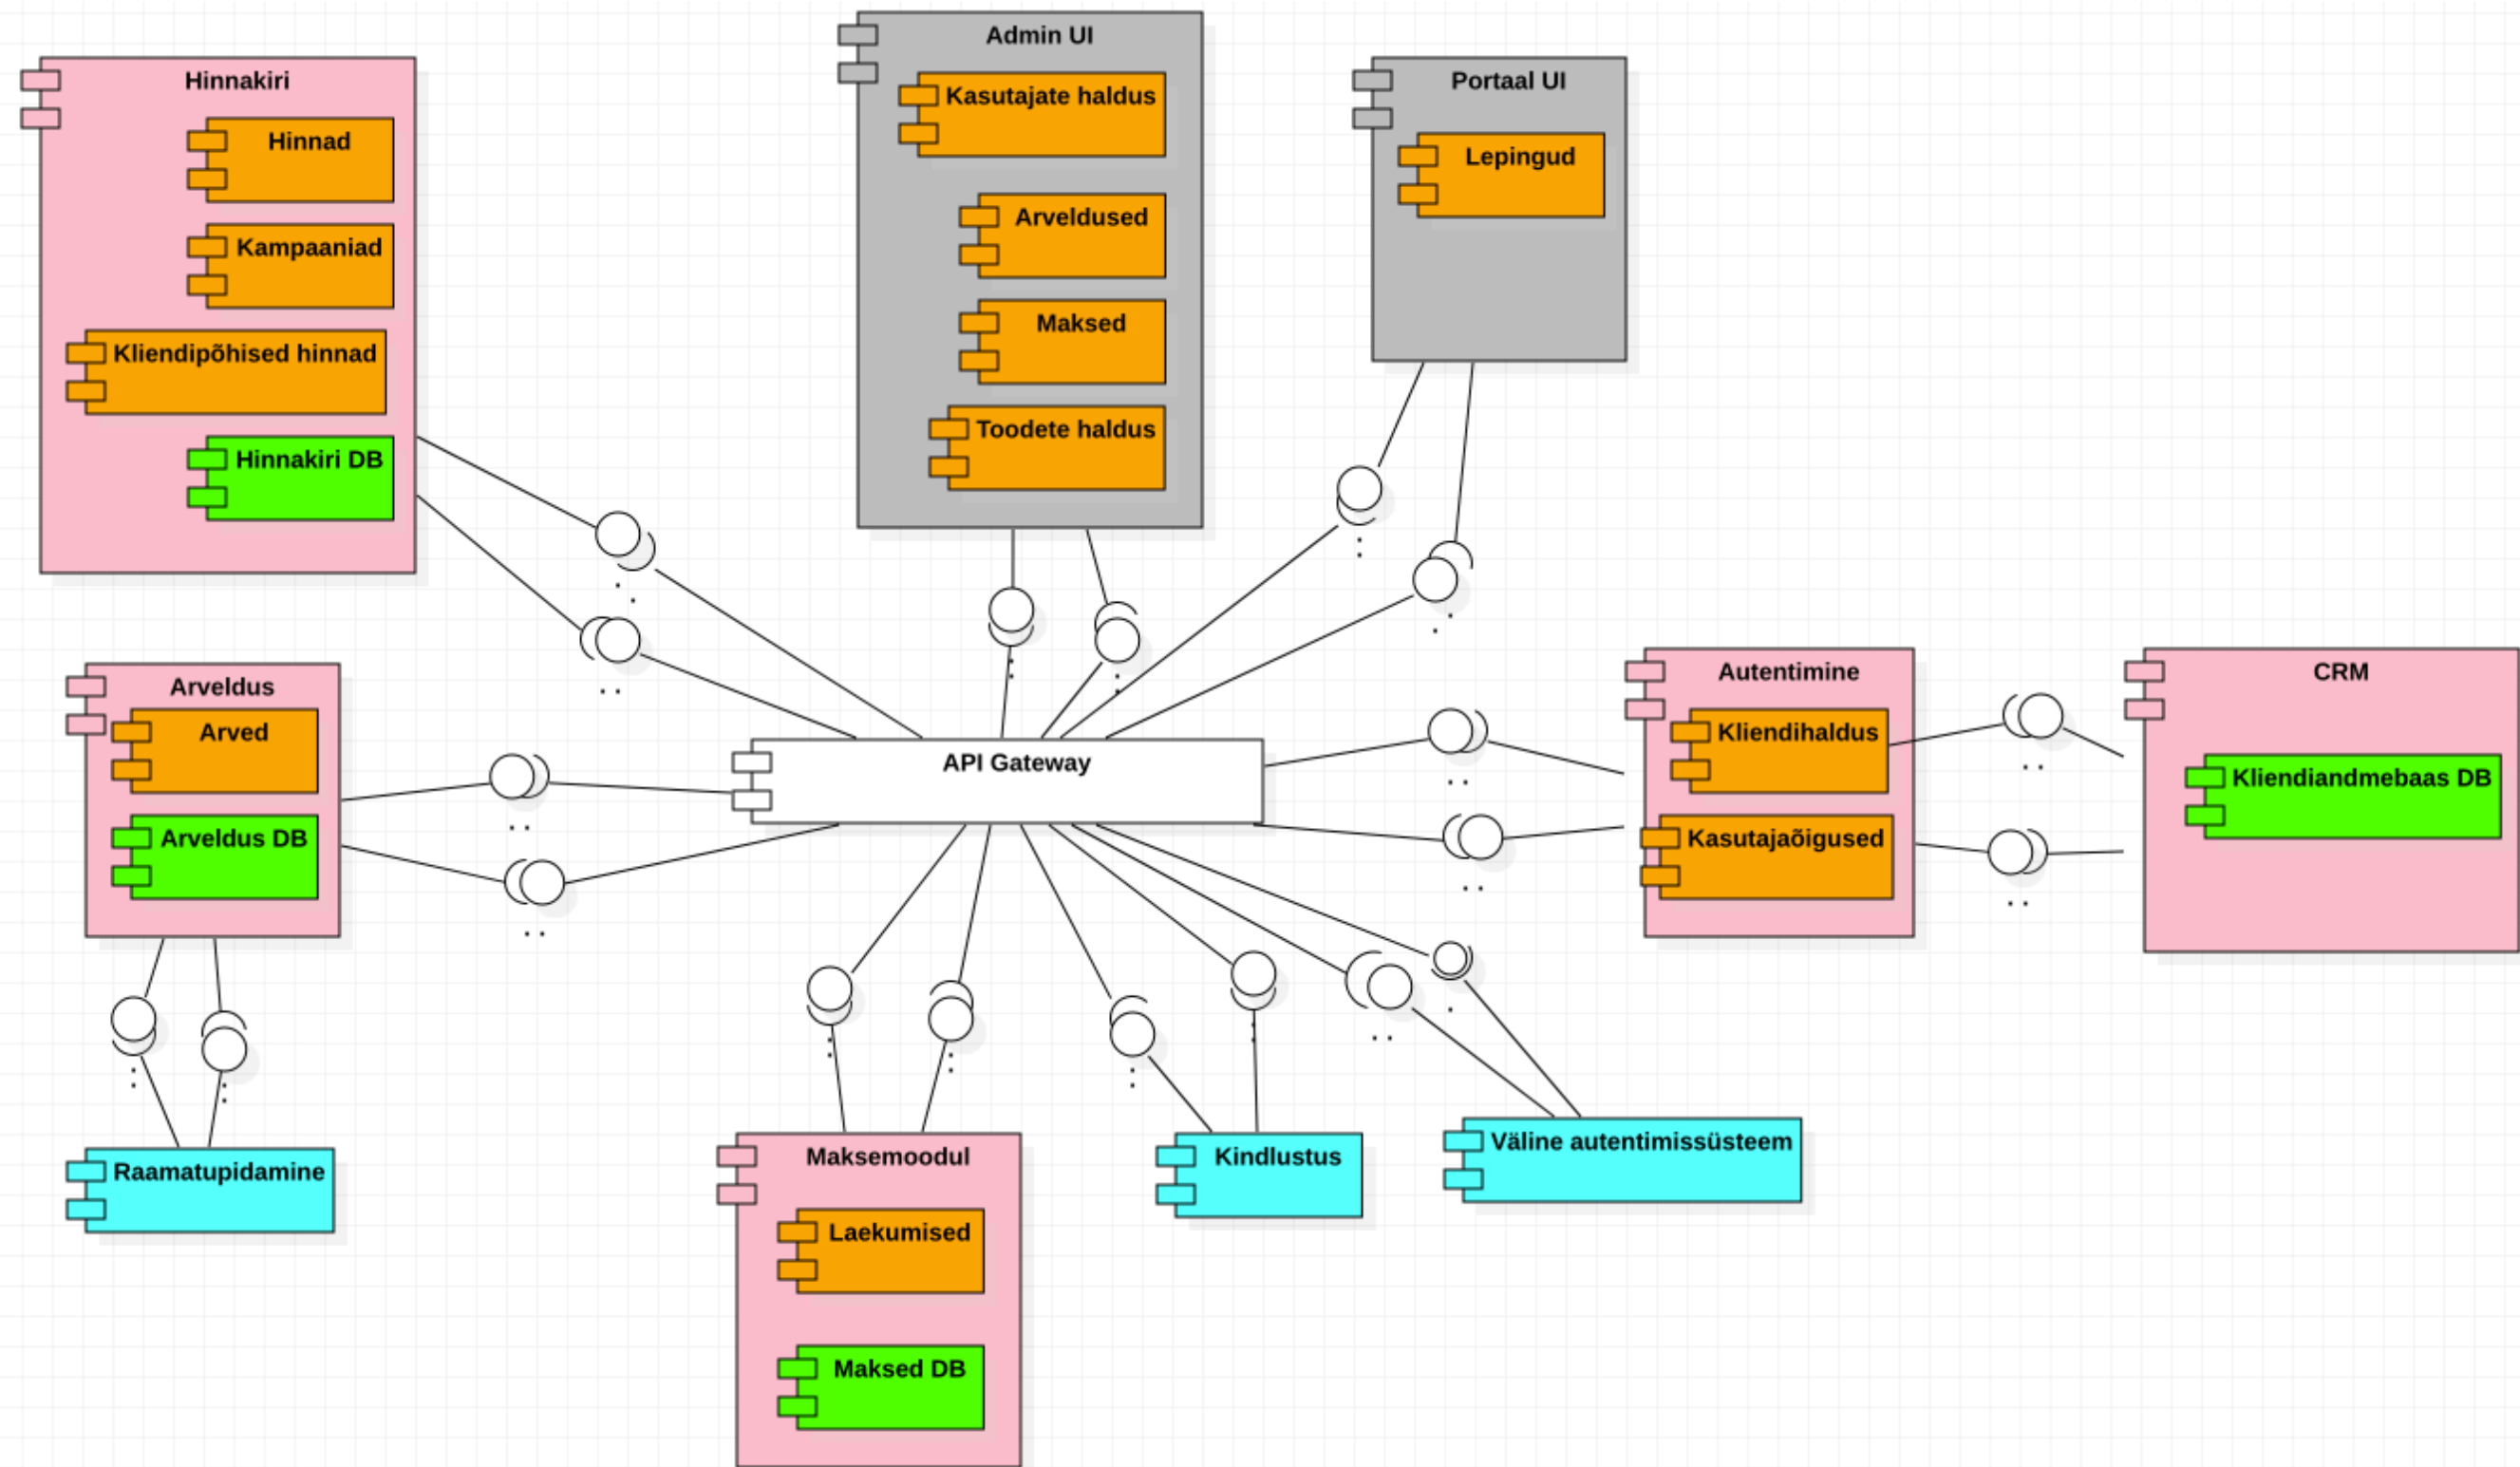 Hinnakiri
Hinnad
Kampaaniad
Kliendipõhised hinnad
Hinnakiri DB
Admin UI
Kasutajate haldus
Arveldused
Maksed
Toodete haldus
Portaal UI
Lepingud
Arveldus
Arved
Arveldus DB
API Gateway
Autentimine
Kliendihaldus
Kasutajaõigused
CRM
Kliendiandmebaas DB
Raamatupidamine
Maksemoodul
Laekumised
Maksed DB
Kindlustus
Väline autentimissüsteem